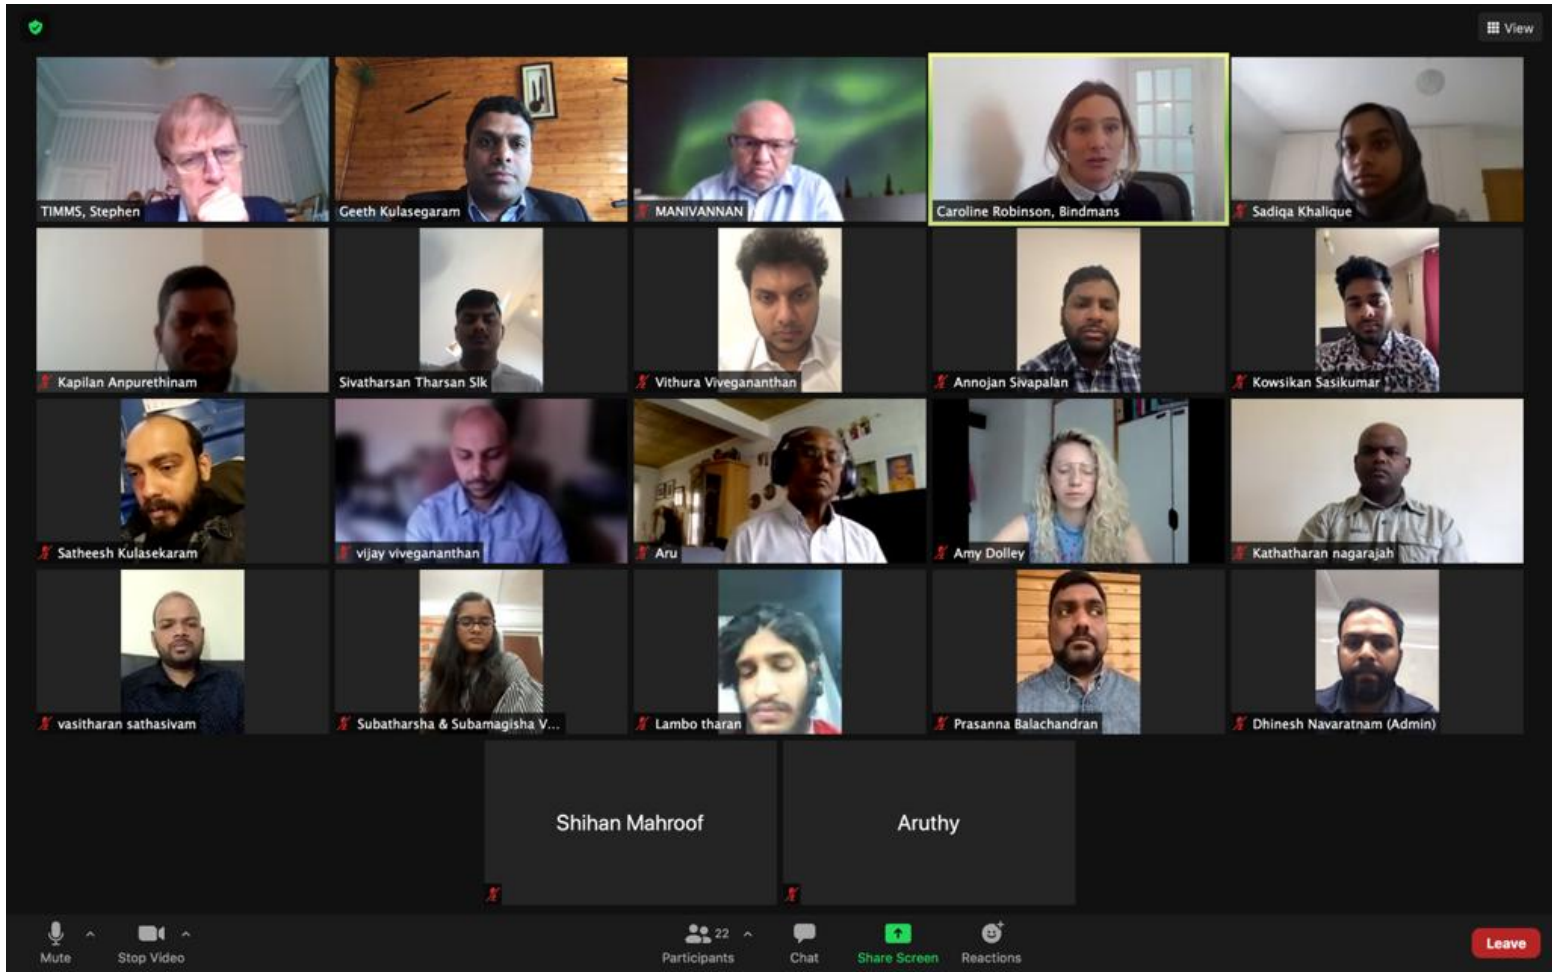 View
TIMMS, Stephen
Geeth Kulasegaram
MANIVANNAN
Caroline Robinson, Bindmans
Sadiqa Khalique
Kapilan Anpurethinam
Sivatharsan Tharsan Slk
Vithura Vivegananthan
Annojan Sivapalan
Kowsikan Sasikumar
Satheesh Kulasekaram
vijay vivegananthan
Aru
Amy Dolley
Kathatharan nagarajah
vasitharan sathasivam
Subatharsha & Subamagisha V...
Lambo tharan
Prasanna Balachandran
Dhinesh Navaratnam (Admin)
Shihan Mahroof
Aruthy
Mute
Stop Video
22
Participants
Chat
Share Screen
Reactions
Leave